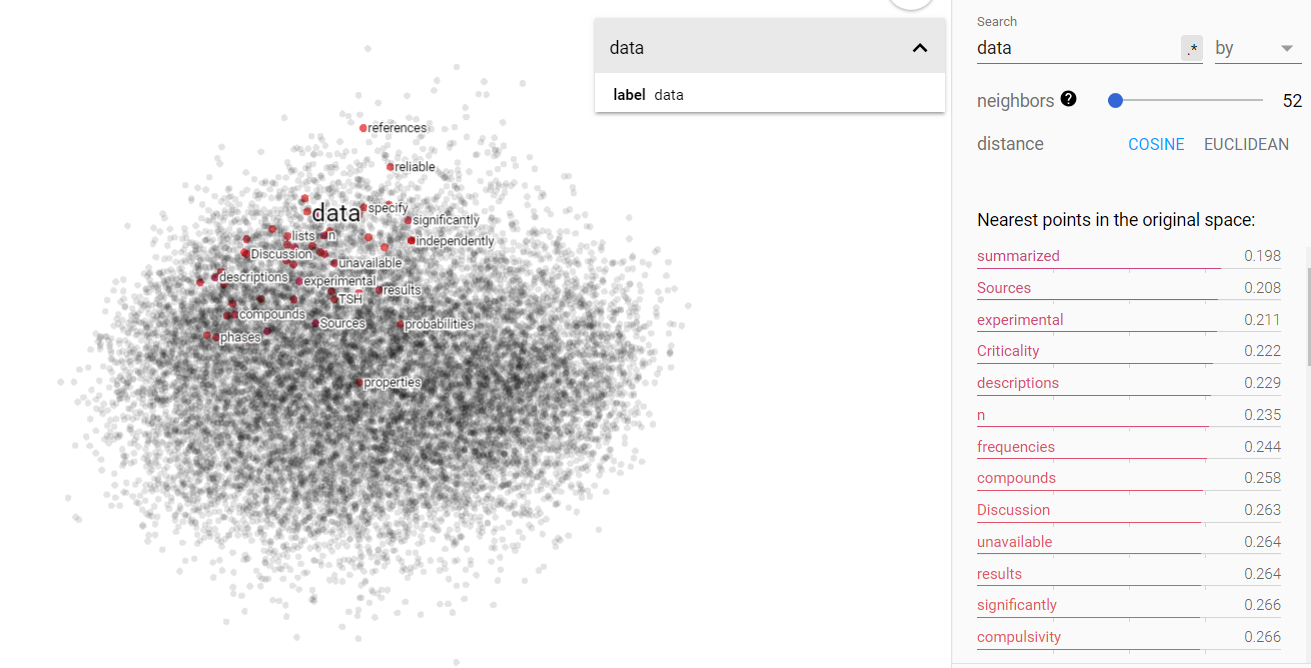 data
label data
references
reliable
data
specify
significantly
lists
n
independently
Discussion
unavailable
descriptions
experimental
results
TSH
compounds
Sources
probabilities
phases
properties
Search
data .* by
neighbors ? 52
distance COSINE EUCLIDEAN
Nearest points in the original space:
summarized 0.198
Sources 0.208
experimental 0.211
Criticality 0.222
descriptions 0.229
n 0.235
frequencies 0.244
compounds 0.258
Discussion 0.263
unavailable 0.264
results 0.264
significantly 0.266
compulsivity 0.266